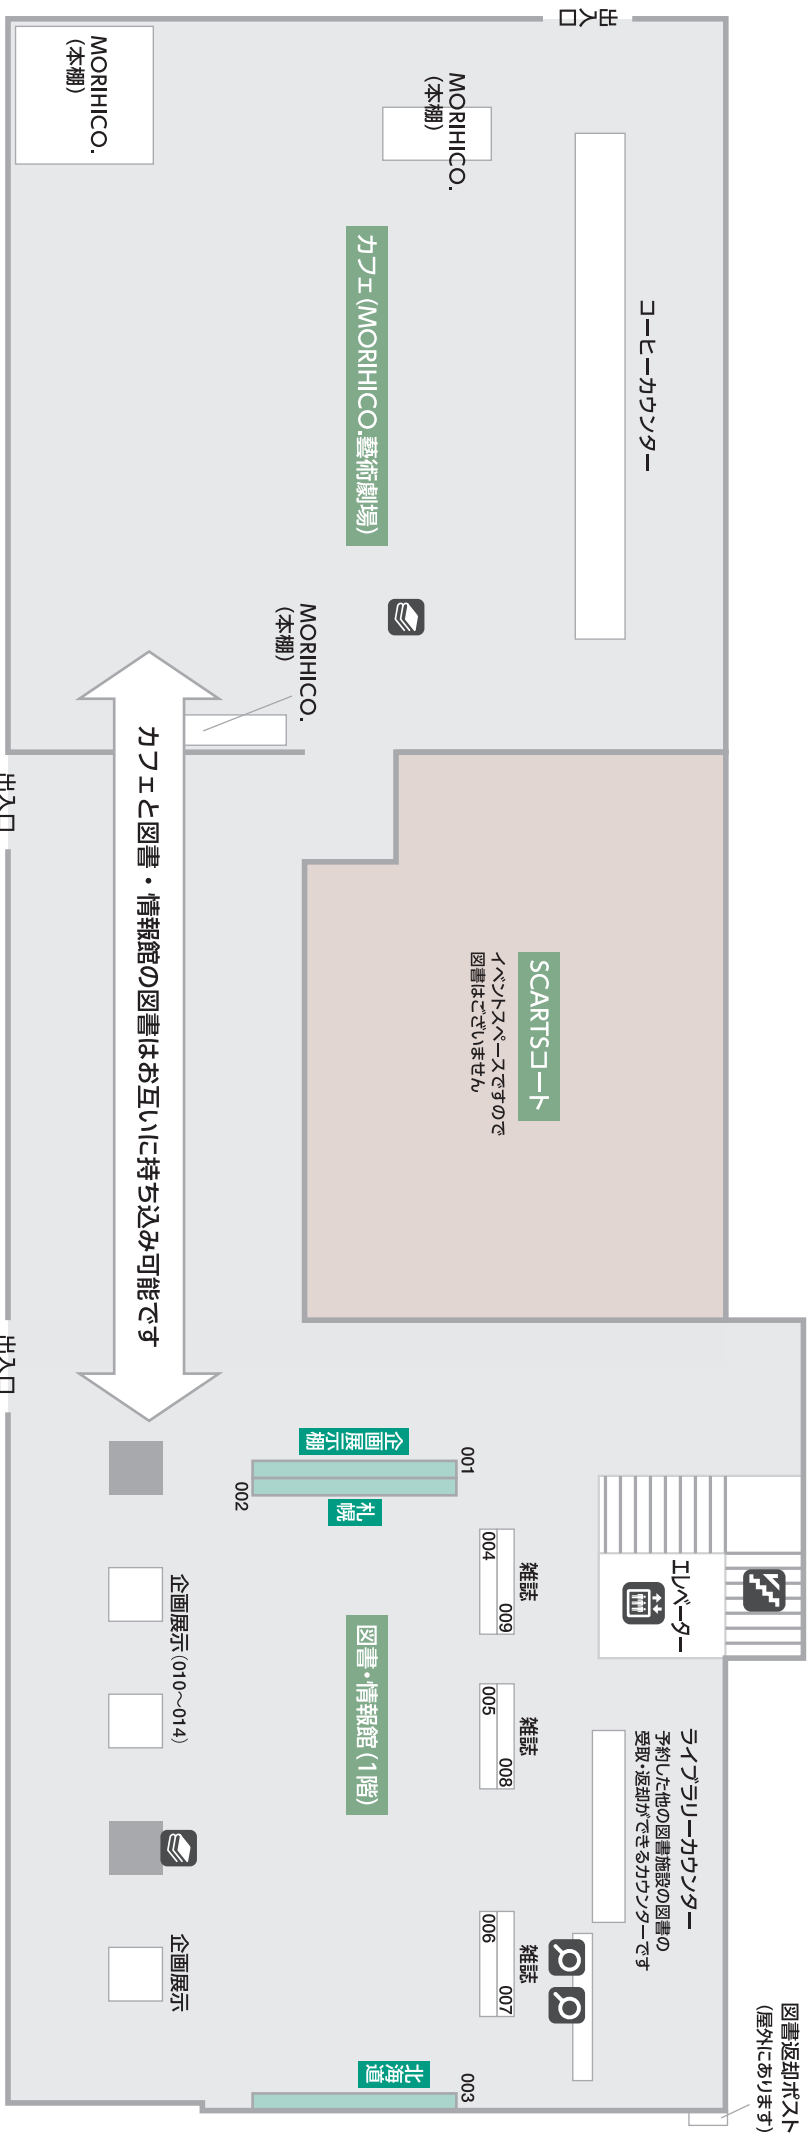 出入口
MORIHICO.
(本棚)
MORIHICO.
(本棚)
コーヒーカウンター
カフェ(MORIHICO.藝術劇場)
MORIHICO.
(本棚)
カフェと図書・情報館の図書はお互いに持ち込み可能です
出入口
SCARTSコート
イベントスペースですので
図書はございません
出入口
企画展示棚
001
002
札幌
エレベーター
雑誌
004
009
雑誌
005
008
雑誌
006
007
図書・情報館(1階)
企画展示(010〜014)
企画展示
ライブラリーカウンター
予約した他の図書施設の図書の
受取・返却ができるカウンターです
北海道
003
図書返却ポスト
(屋外にあります)